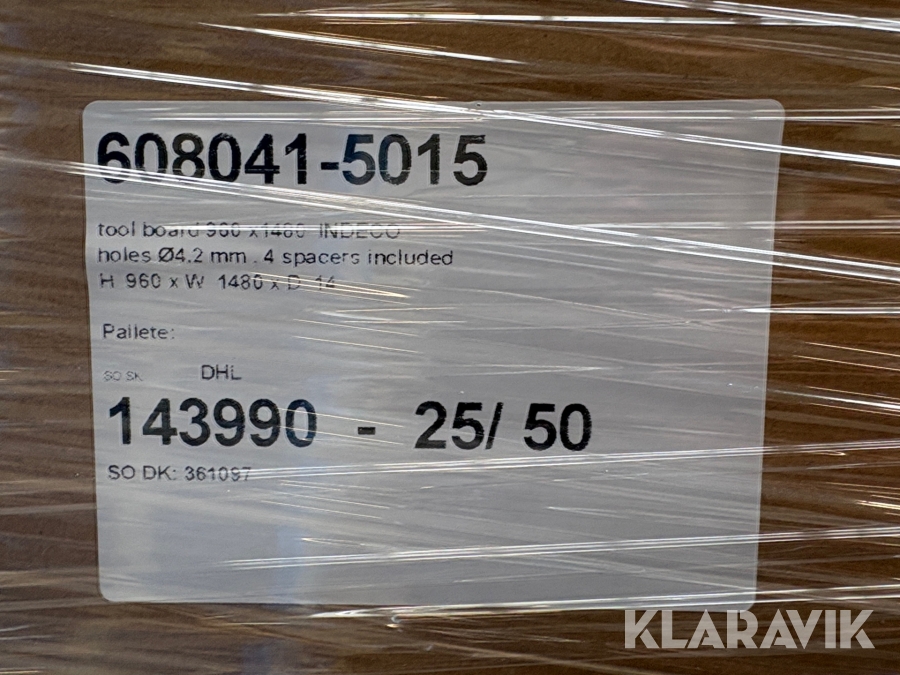 608041-5015
tool board 960 x1480 INDECO
holes Ø4.2 mm . 4 spacers included
H 960 x W 1480 x D 14
Pallete:
SO SK DHL
143990 - 25/ 50
SO DK: 361097
KLARAVIK